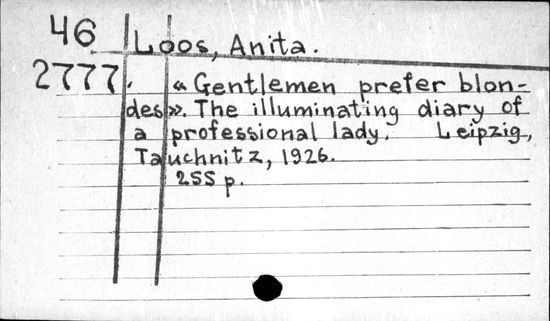 46 Loos, Anita.
2777. « Gentlemen prefer blon-
des ». The illuminating diary of
a professional lady. Leipzig,
Tauchnitz, 1926.
255 p.